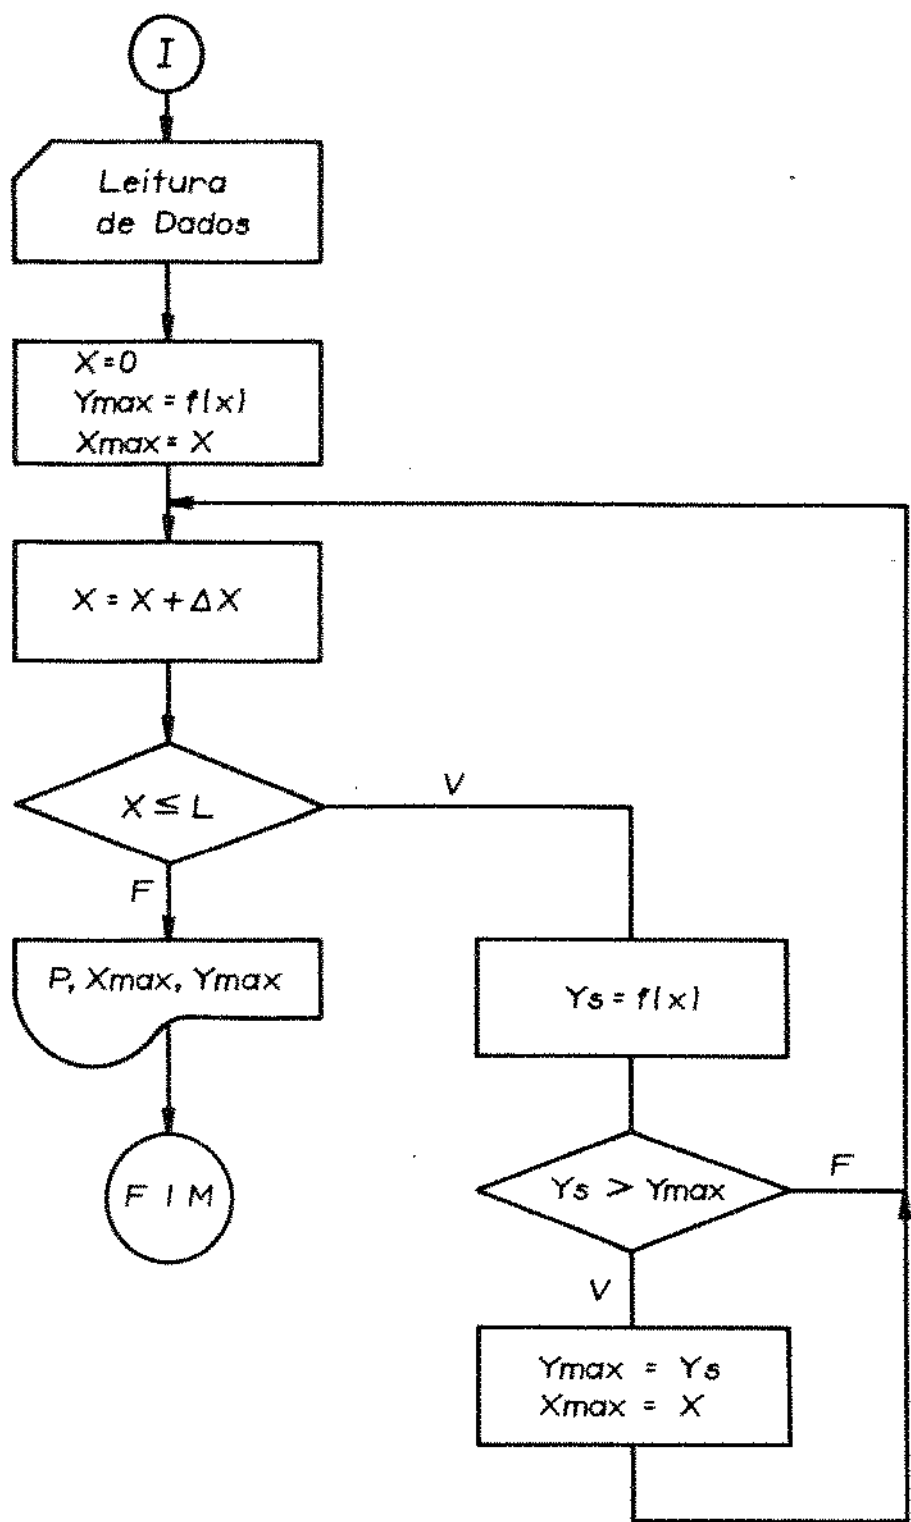 I
Leitura
de Dados
X=0
Ymax = f(x)
Xmax = X
X = X + ΔX
X ≤ L
V
F
P, Xmax, Ymax
F I M
Ys = f(x)
Ys > Ymax
F
V
Ymax = Ys
Xmax = X